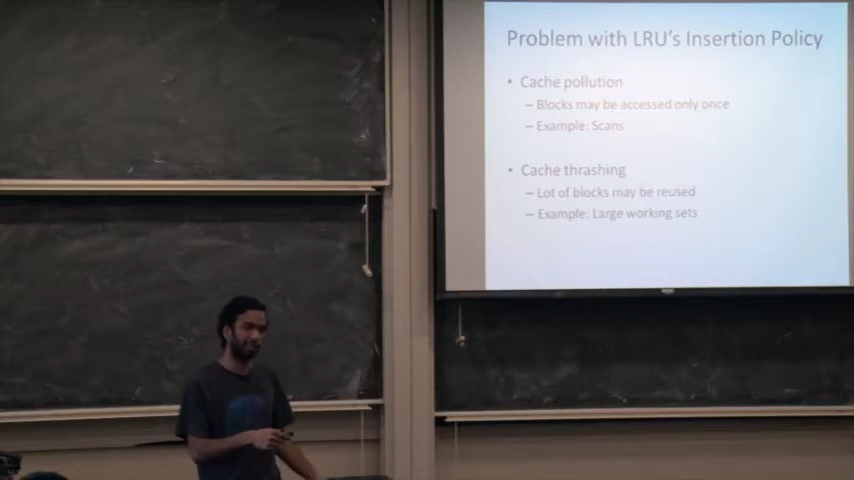 Problem with LRU's Insertion Policy
• Cache pollution
– Blocks may be accessed only once
– Example: Scans
• Cache thrashing
– Lot of blocks may be reused
– Example: Large working sets